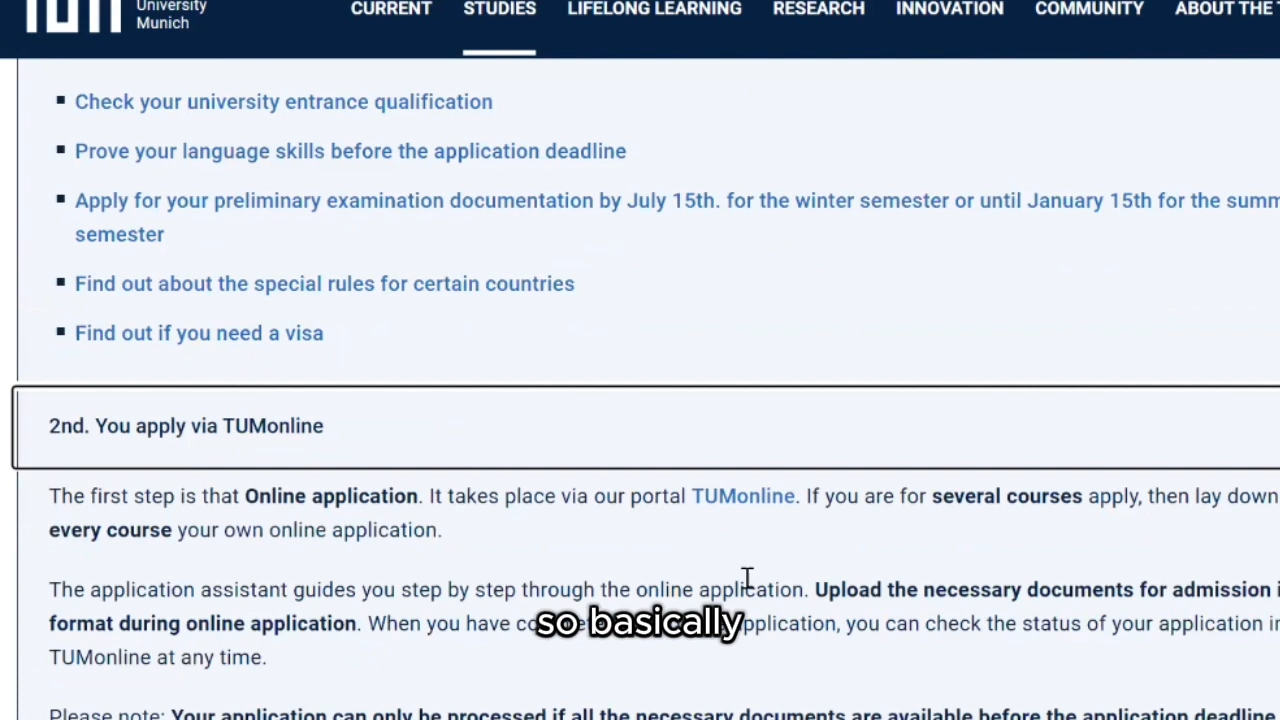 University
Munich
CURRENT STUDIES LIFELONG LEARNING RESEARCH INNOVATION COMMUNITY ABOUT THE
Check your university entrance qualification
Prove your language skills before the application deadline
Apply for your preliminary examination documentation by July 15th. for the winter semester or until January 15th for the
semester
Find out about the special rules for certain countries
Find out if you need a visa
2nd. You apply via TUMonline
The first step is that Online application. It takes place via our portal TUMonline. If you are for several courses apply, then lay down
every course your own online application.
The application assistant guides you step by step through the online application. Upload the necessary documents for admission
format during online application. When you have application, you can check the status of your application
so basically
TUMonline at any time.
Please note: Your application can only be processed if all the necessary documents are available before the application deadline